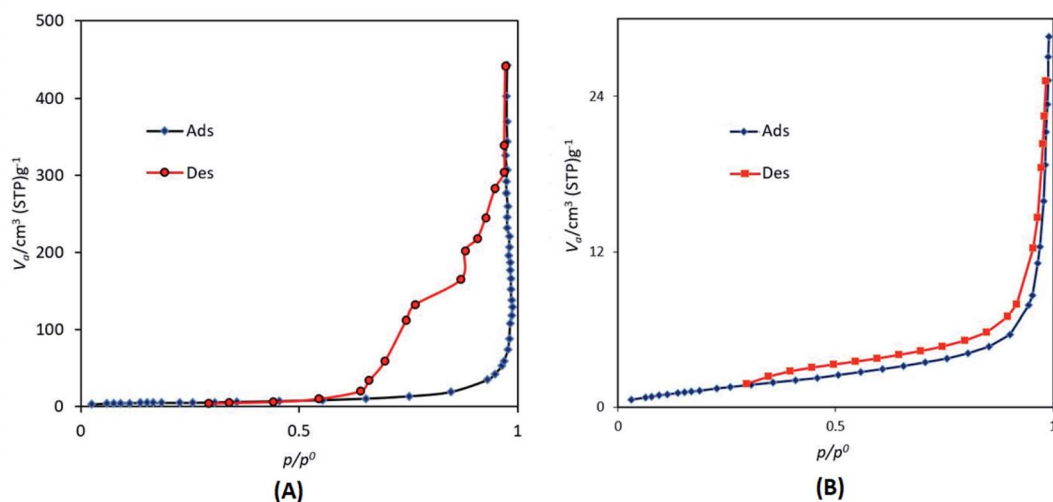 500
400
300
200
100
0
Va/cm³ (STP)g⁻¹
Ads
Des
0
0.5
1
p/p⁰
(A)
24
12
0
Va/cm³ (STP)g⁻¹
Ads
Des
0
0.5
1
p/p⁰
(B)